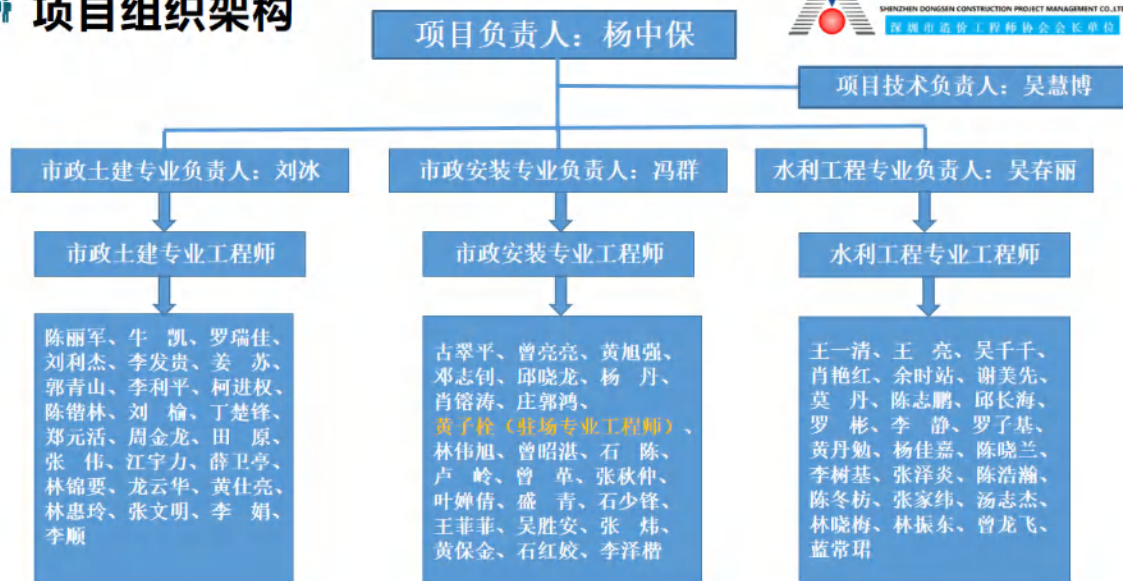 项目组织架构
SHENZHEN DONGSEN CONSTRUCTION PROJECT MANAGEMENT CO.,LTD
深圳市造价工程师协会会长单位
项目负责人：杨中保
项目技术负责人：吴慧博
市政土建专业负责人：刘冰
市政安装专业负责人：冯群
水利工程专业负责人：吴春丽
市政土建专业工程师
市政安装专业工程师
水利工程专业工程师
陈丽军、牛 凯、罗瑞佳、
刘利杰、李发贵、姜 苏、
郭青山、李利平、柯进权、
陈锴林、刘 榆、丁楚锋、
郑元活、周金龙、田 原、
张 伟、江宇力、薛卫亭、
林锦要、龙云华、黄仕亮、
林惠玲、张文明、李 娟、
李顺
古翠平、曾亮亮、黄旭强、
邓志钊、邱晓龙、杨 丹、
肖镕涛、庄郭鸿、
黄子栓（驻场专业工程师）、
林伟旭、曾昭湛、石 陈、
卢 岭、曾 革、张秋仲、
叶婵倩、盛 青、石少锋、
王菲菲、吴胜安、张 炜、
黄保金、石红姣、李泽楷
王一清、王 亮、吴千千、
肖艳红、余时站、谢美先、
莫 丹、陈志鹏、邱长海、
罗 彬、李 静、罗子基、
黄丹勉、杨佳嘉、陈晓兰、
李树基、张泽炎、陈浩瀚、
陈冬枋、张家纬、汤志杰、
林晓梅、林振东、曾龙飞、
蓝常珺